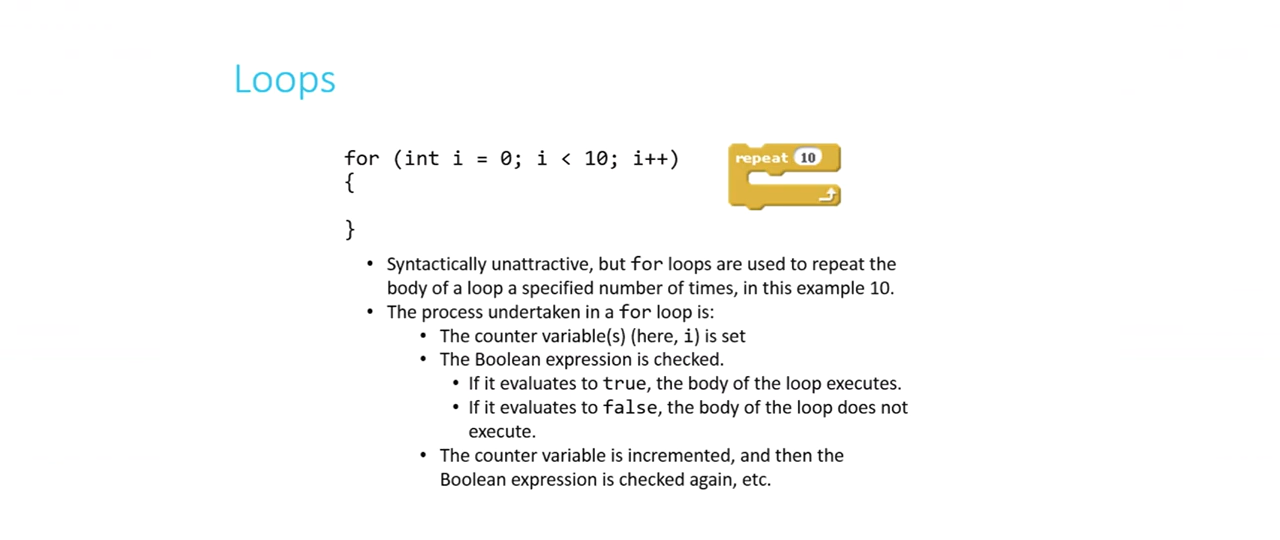 Loops
for (int i = 0; i < 10; i++)
{
}
repeat 10
• Syntactically unattractive, but for loops are used to repeat the
body of a loop a specified number of times, in this example 10.
• The process undertaken in a for loop is:
• The counter variable(s) (here, i) is set
• The Boolean expression is checked.
• If it evaluates to true, the body of the loop executes.
• If it evaluates to false, the body of the loop does not
execute.
• The counter variable is incremented, and then the
Boolean expression is checked again, etc.